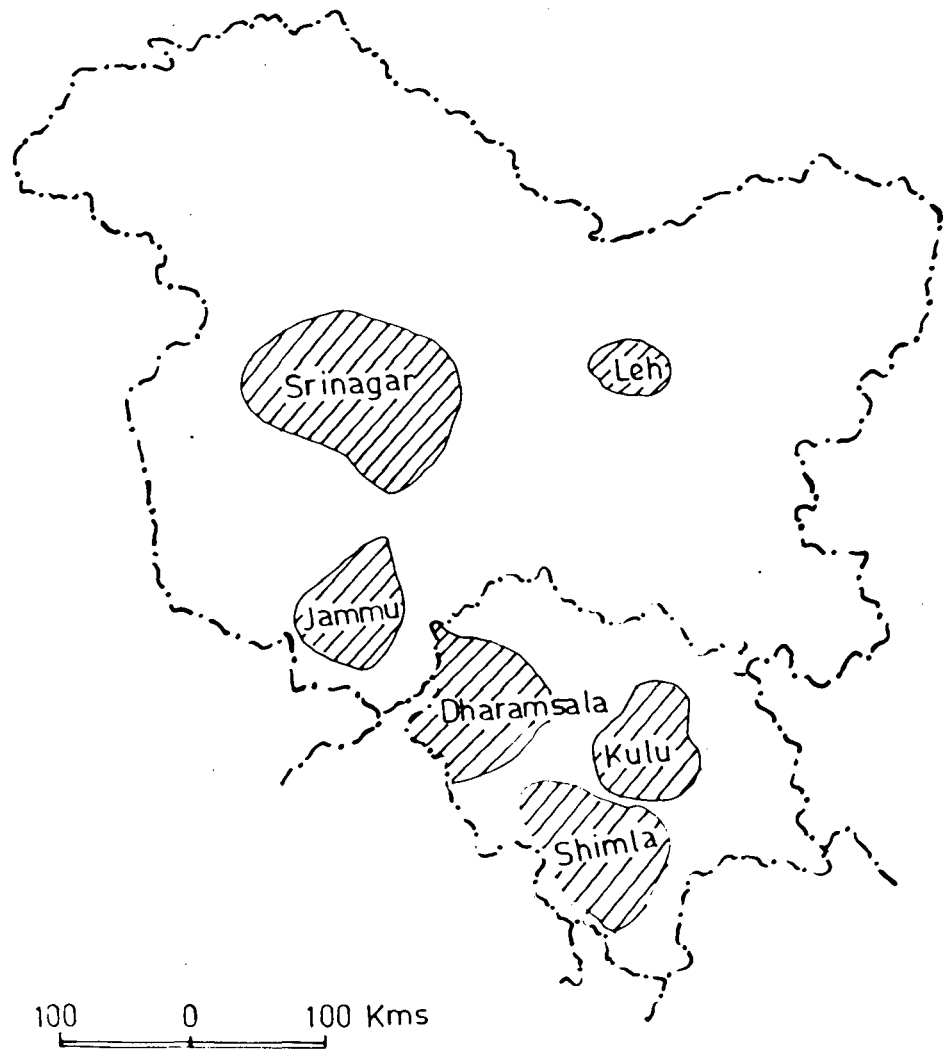 Srinagar
Leh
Jammu
Dharamsala
Kulu
Shimla
100 0 100 Kms